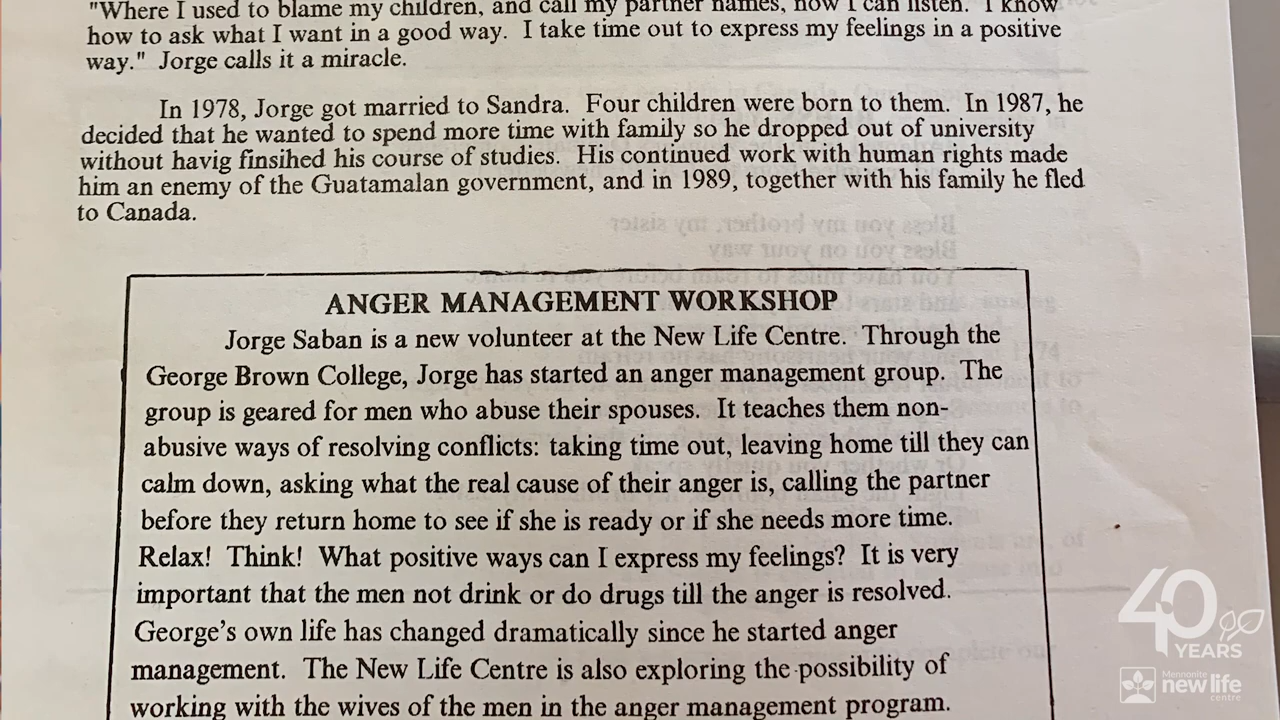 "Where I used to blame my children, and call my partner names, now I can listen. I know
how to ask what I want in a good way. I take time out to express my feelings in a positive
way." Jorge calls it a miracle.
In 1978, Jorge got married to Sandra. Four children were born to them. In 1987, he
decided that he wanted to spend more time with family so he dropped out of university
without havig finsihed his course of studies. His continued work with human rights made
him an enemy of the Guatamalan government, and in 1989, together with his family he fled
to Canada.
ANGER MANAGEMENT WORKSHOP
Jorge Saban is a new volunteer at the New Life Centre. Through the
George Brown College, Jorge has started an anger management group. The
group is geared for men who abuse their spouses. It teaches them non-
abusive ways of resolving conflicts: taking time out, leaving home till they can
calm down, asking what the real cause of their anger is, calling the partner
before they return home to see if she is ready or if she needs more time.
Relax! Think! What positive ways can I express my feelings? It is very
important that the men not drink or do drugs till the anger is resolved.
George's own life has changed dramatically since he started anger
management. The New Life Centre is also exploring the possibility of
working with the wives of the men in the anger management program.
40
YEARS
Mennonite
new life
centre